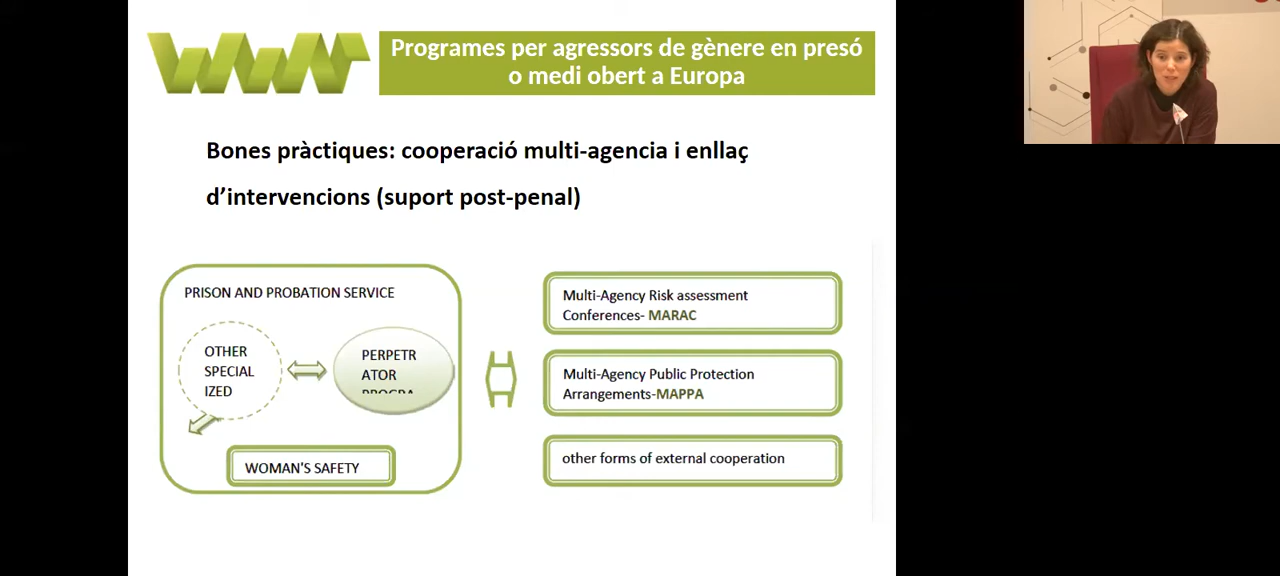 WWP
Programes per agressors de gènere en presó
o medi obert a Europa
Bones pràctiques: cooperació multi-agencia i enllaç
d’intervencions (suport post-penal)
PRISON AND PROBATION SERVICE
OTHER
SPECIAL
IZED
PERPETR
ATOR
PROGRA
WOMAN'S SAFETY
Multi-Agency Risk assessment
Conferences- MARAC
Multi-Agency Public Protection
Arrangements-MAPPA
other forms of external cooperation